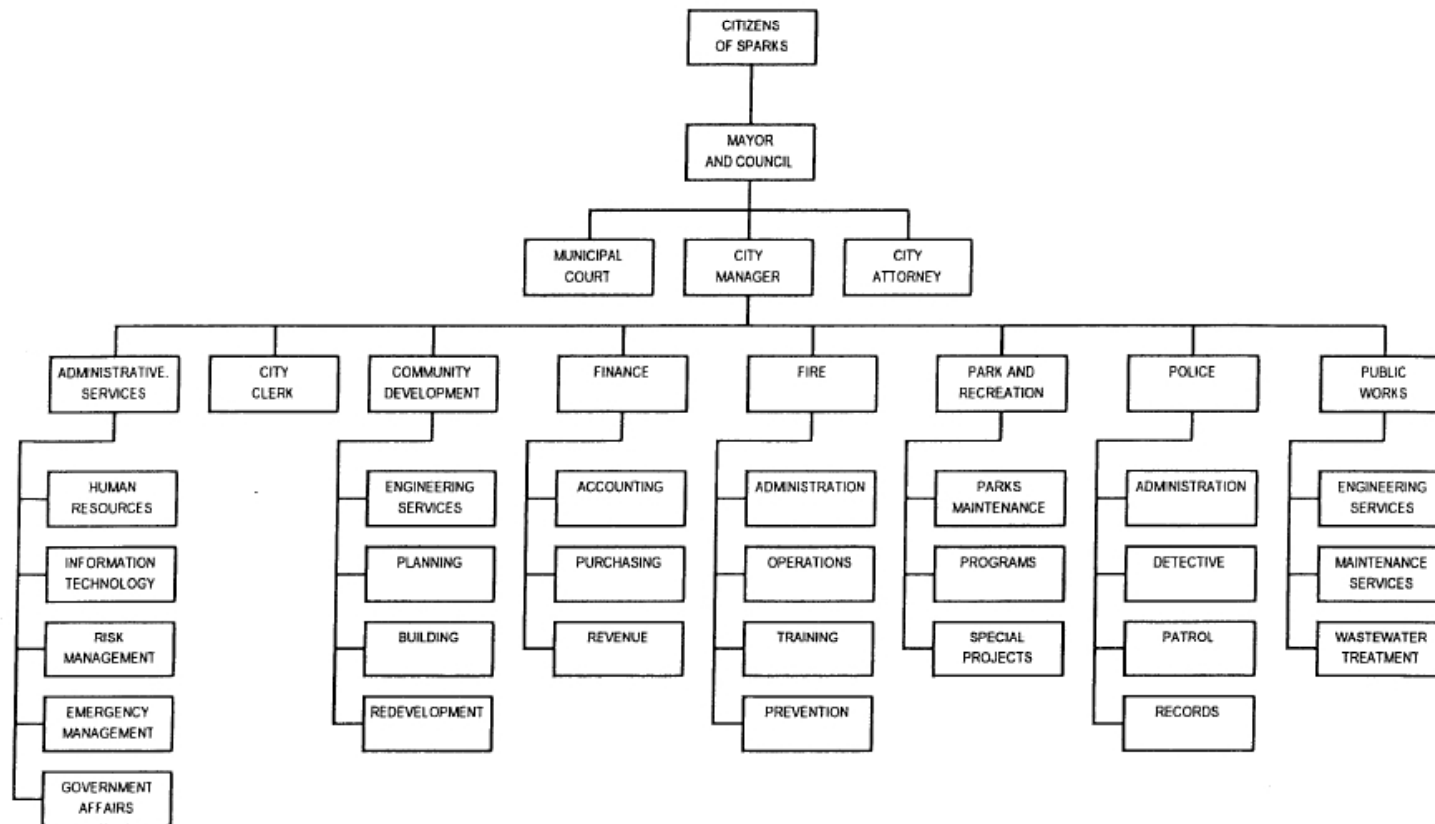 CITIZENS
OF SPARKS
MAYOR
AND COUNCIL
MUNICIPAL
COURT
CITY
MANAGER
CITY
ATTORNEY
ADMINISTRATIVE.
SERVICES
CITY
CLERK
COMMUNITY
DEVELOPMENT
FINANCE
FIRE
PARK AND
RECREATION
POLICE
PUBLIC
WORKS
HUMAN
RESOURCES
INFORMATION
TECHNOLOGY
RISK
MANAGEMENT
EMERGENCY
MANAGEMENT
GOVERNMENT
AFFAIRS
ENGINEERING
SERVICES
PLANNING
BUILDING
REDEVELOPMENT
ACCOUNTING
PURCHASING
REVENUE
ADMINISTRATION
OPERATIONS
TRAINING
PREVENTION
PARKS
MAINTENANCE
PROGRAMS
SPECIAL
PROJECTS
ADMINISTRATION
DETECTIVE
PATROL
RECORDS
ENGINEERING
SERVICES
MAINTENANCE
SERVICES
WASTEWATER
TREATMENT